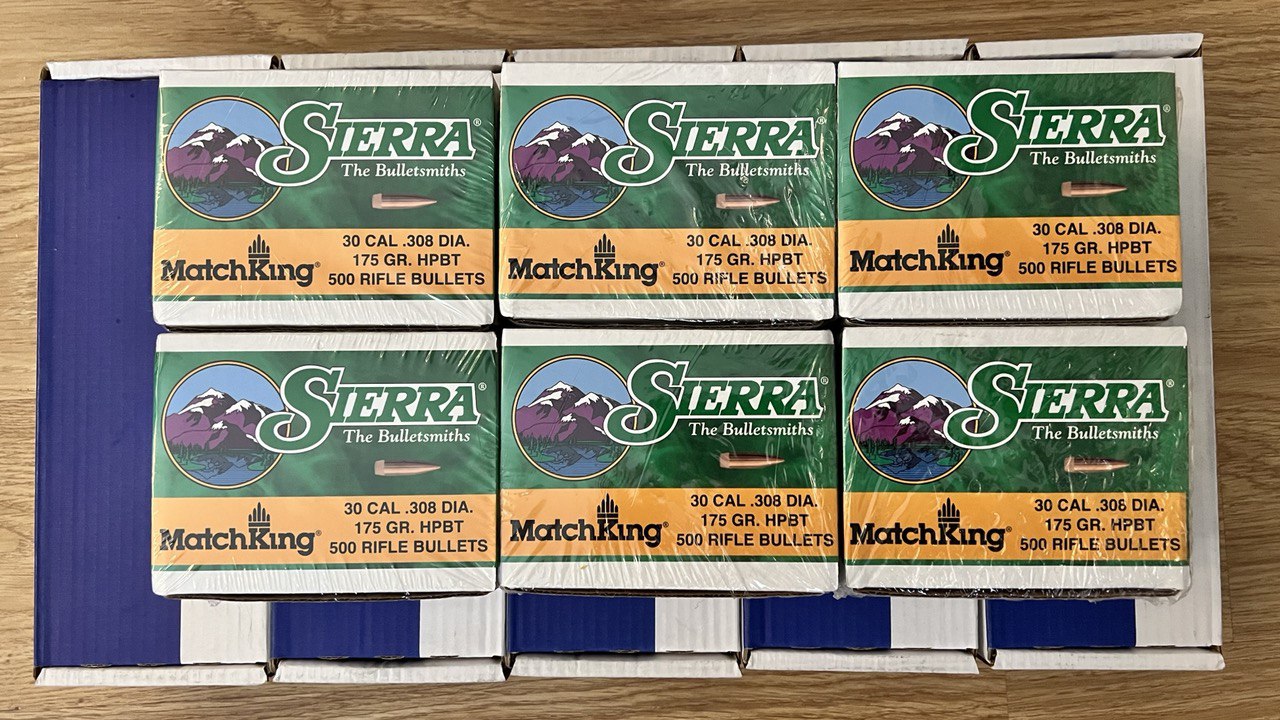 SIERRA®
The Bulletsmiths
MatchKing®
30 CAL .308 DIA.
175 GR. HPBT
500 RIFLE BULLETS
SIERRA®
The Bulletsmiths
MatchKing®
30 CAL .308 DIA.
175 GR. HPBT
500 RIFLE BULLETS
SIERRA®
The Bulletsmiths
MatchKing®
30 CAL .308 DIA.
175 GR. HPBT
500 RIFLE BULLETS
SIERRA®
The Bulletsmiths
MatchKing®
30 CAL .308 DIA.
175 GR. HPBT
500 RIFLE BULLETS
SIERRA®
The Bulletsmiths
MatchKing®
30 CAL .308 DIA.
175 GR. HPBT
500 RIFLE BULLETS
SIERRA®
The Bulletsmiths
MatchKing®
30 CAL .308 DIA.
175 GR. HPBT
500 RIFLE BULLETS